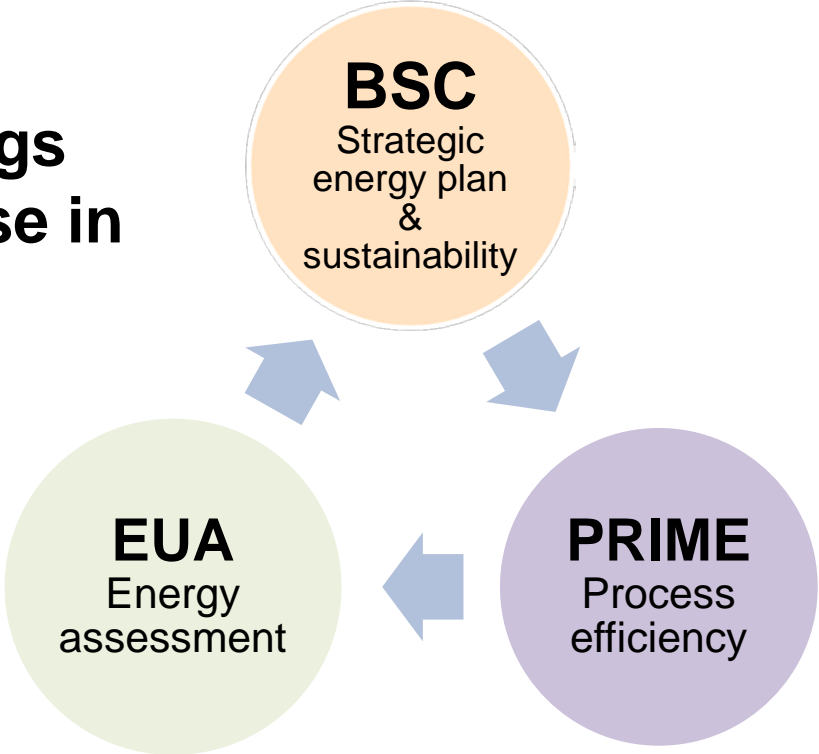 gs
se in
BSC
Strategic
energy plan
&
sustainability
EUA
Energy
assessment
PRIME
Process
efficiency